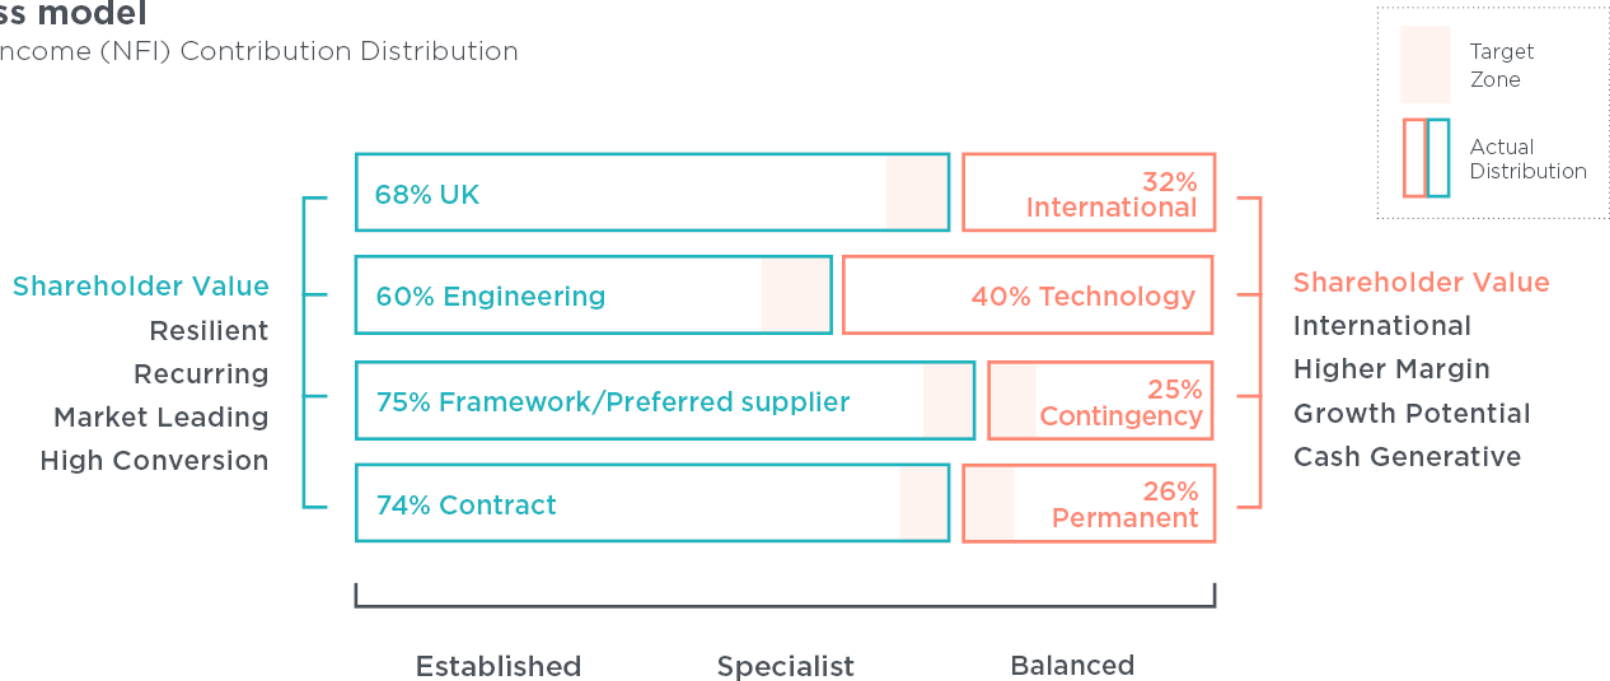 ss model
ncome (NFI) Contribution Distribution
Target
Zone
Actual
Distribution
68% UK
32%
International
60% Engineering
40% Technology
75% Framework/Preferred supplier
25%
Contingency
74% Contract
26%
Permanent
Shareholder Value
Resilient
Recurring
Market Leading
High Conversion
Shareholder Value
International
Higher Margin
Growth Potential
Cash Generative
Established
Specialist
Balanced